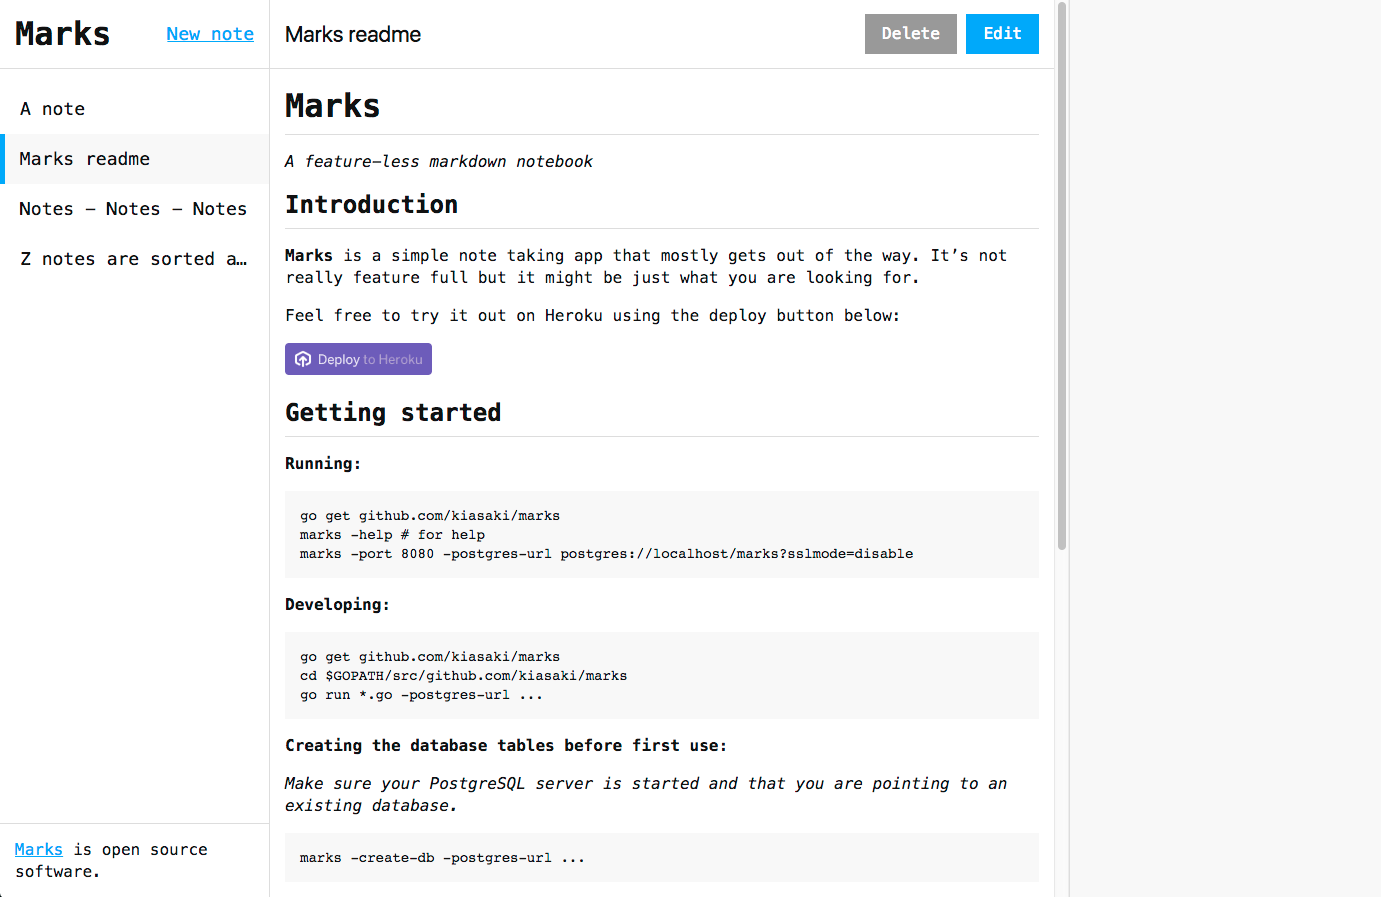 Marks
New note
A note
Marks readme
Notes – Notes – Notes
Z notes are sorted a…
Marks is open source
software.
Marks readme
Delete
Edit
Marks
A feature-less markdown notebook
Introduction
Marks is a simple note taking app that mostly gets out of the way. It’s not
really feature full but it might be just what you are looking for.
Feel free to try it out on Heroku using the deploy button below:
Deploy to Heroku
Getting started
Running:
go get github.com/kiasaki/marks
marks -help # for help
marks -port 8080 -postgres-url postgres://localhost/marks?sslmode=disable
Developing:
go get github.com/kiasaki/marks
cd $GOPATH/src/github.com/kiasaki/marks
go run *.go -postgres-url ...
Creating the database tables before first use:
Make sure your PostgreSQL server is started and that you are pointing to an
existing database.
marks -create-db -postgres-url ...